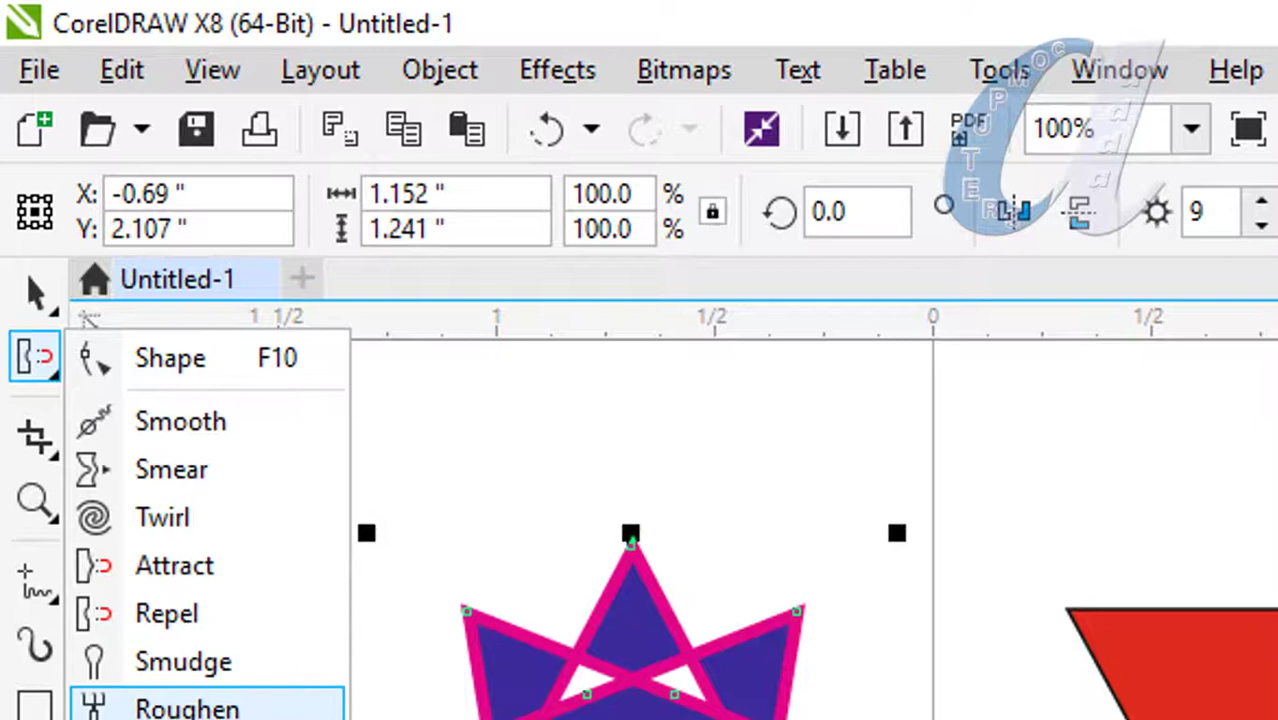 CorelDRAW X8 (64-Bit) - Untitled-1
File Edit View Layout Object Effects Bitmaps Text Table Tools Window Help
PDF 100%
X: -0.69 " 1.152 " 100.0 % 0.0 9
Y: 2.107 " 1.241 " 100.0 %
COMPUTER
Untitled-1
1 1/2 1 1/2 0 1/2
Shape F10
Smooth
Smear
Twirl
Attract
Repel
Smudge
Roughen